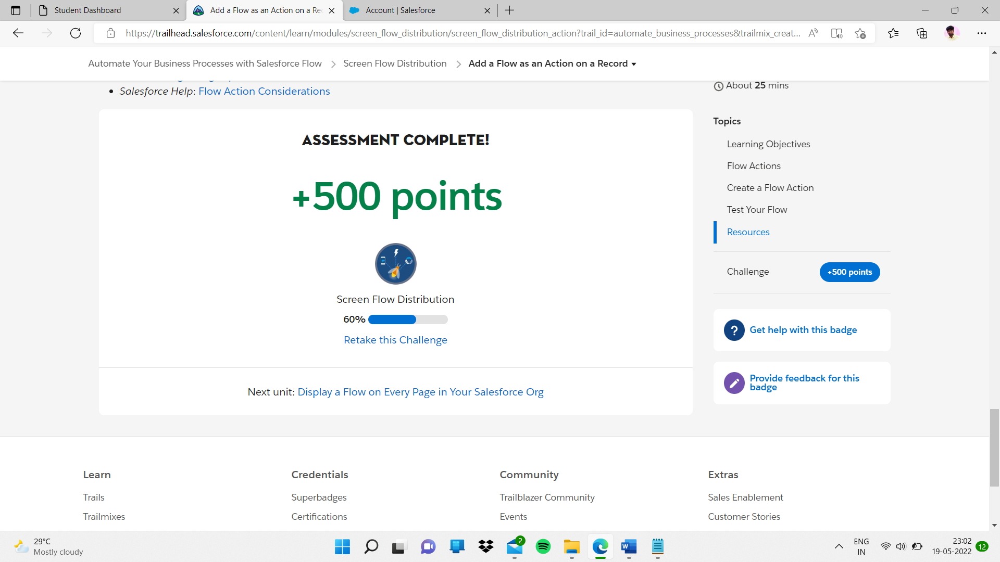 Student Dashboard
Add a Flow as an Action on a Re
Account | Salesforce
https://trailhead.salesforce.com/content/learn/modules/screen_flow_distribution/screen_flow_distribution_action?trail_id=automate_business_processes&trailmix_creat...
Automate Your Business Processes with Salesforce Flow
Screen Flow Distribution
Add a Flow as an Action on a Record
Salesforce Help: Flow Action Considerations
ASSESSMENT COMPLETE!
+500 points
Screen Flow Distribution
60%
Retake this Challenge
Next unit: Display a Flow on Every Page in Your Salesforce Org
About 25 mins
Topics
Learning Objectives
Flow Actions
Create a Flow Action
Test Your Flow
Resources
Challenge
+500 points
Get help with this badge
Provide feedback for this
badge
Learn
Trails
Trailmixes
Credentials
Superbadges
Certifications
Community
Trailblazer Community
Events
Extras
Sales Enablement
Customer Stories
29°C
Mostly cloudy
2
ENG
IN
23:02
19-05-2022
12